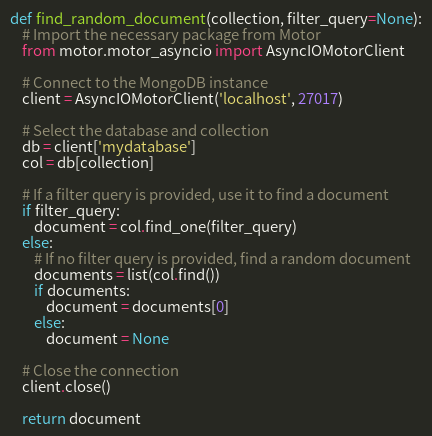 def find_random_document(collection, filter_query=None):
    # Import the necessary package from Motor
    from motor.motor_asyncio import AsyncIOMotorClient

    # Connect to the MongoDB instance
    client = AsyncIOMotorClient('localhost', 27017)

    # Select the database and collection
    db = client['mydatabase']
    col = db[collection]

    # If a filter query is provided, use it to find a document
    if filter_query:
        document = col.find_one(filter_query)
    else:
        # If no filter query is provided, find a random document
        documents = list(col.find())
        if documents:
            document = documents[0]
        else:
            document = None

    # Close the connection
    client.close()

    return document